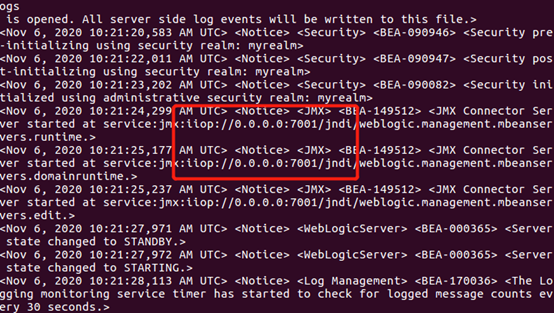 ogs
 is opened. All server side log events will be written to this file.>
<Nov 6, 2020 10:21:20,583 AM UTC> <Notice> <Security> <BEA-090946> <Security pre
-initializing using security realm: myrealm>
<Nov 6, 2020 10:21:22,011 AM UTC> <Notice> <Security> <BEA-090947> <Security pos
t-initializing using security realm: myrealm>
<Nov 6, 2020 10:21:23,202 AM UTC> <Notice> <Security> <BEA-090082> <Security ini
tialized using administrative security realm: myrealm>
<Nov 6, 2020 10:21:24,299 AM UTC> <Notice> <JMX> <BEA-149512> <JMX Connector Ser
ver started at service:jmx:iiop://0.0.0.0:7001/jndi/weblogic.management.mbeanser
vers.runtime.>
<Nov 6, 2020 10:21:25,177 AM UTC> <Notice> <JMX> <BEA-149512> <JMX Connector Ser
ver started at service:jmx:iiop://0.0.0.0:7001/jndi/weblogic.management.mbeanser
vers.domainruntime.>
<Nov 6, 2020 10:21:25,237 AM UTC> <Notice> <JMX> <BEA-149512> <JMX Connector Ser
ver started at service:jmx:iiop://0.0.0.0:7001/jndi/weblogic.management.mbeanser
vers.edit.>
<Nov 6, 2020 10:21:27,971 AM UTC> <Notice> <WebLogicServer> <BEA-000365> <Server
 state changed to STANDBY.>
<Nov 6, 2020 10:21:27,972 AM UTC> <Notice> <WebLogicServer> <BEA-000365> <Server
 state changed to STARTING.>
<Nov 6, 2020 10:21:28,113 AM UTC> <Notice> <Log Management> <BEA-170036> <The Lo
gging monitoring service timer has started to check for logged message counts ev
ery 30 seconds.>